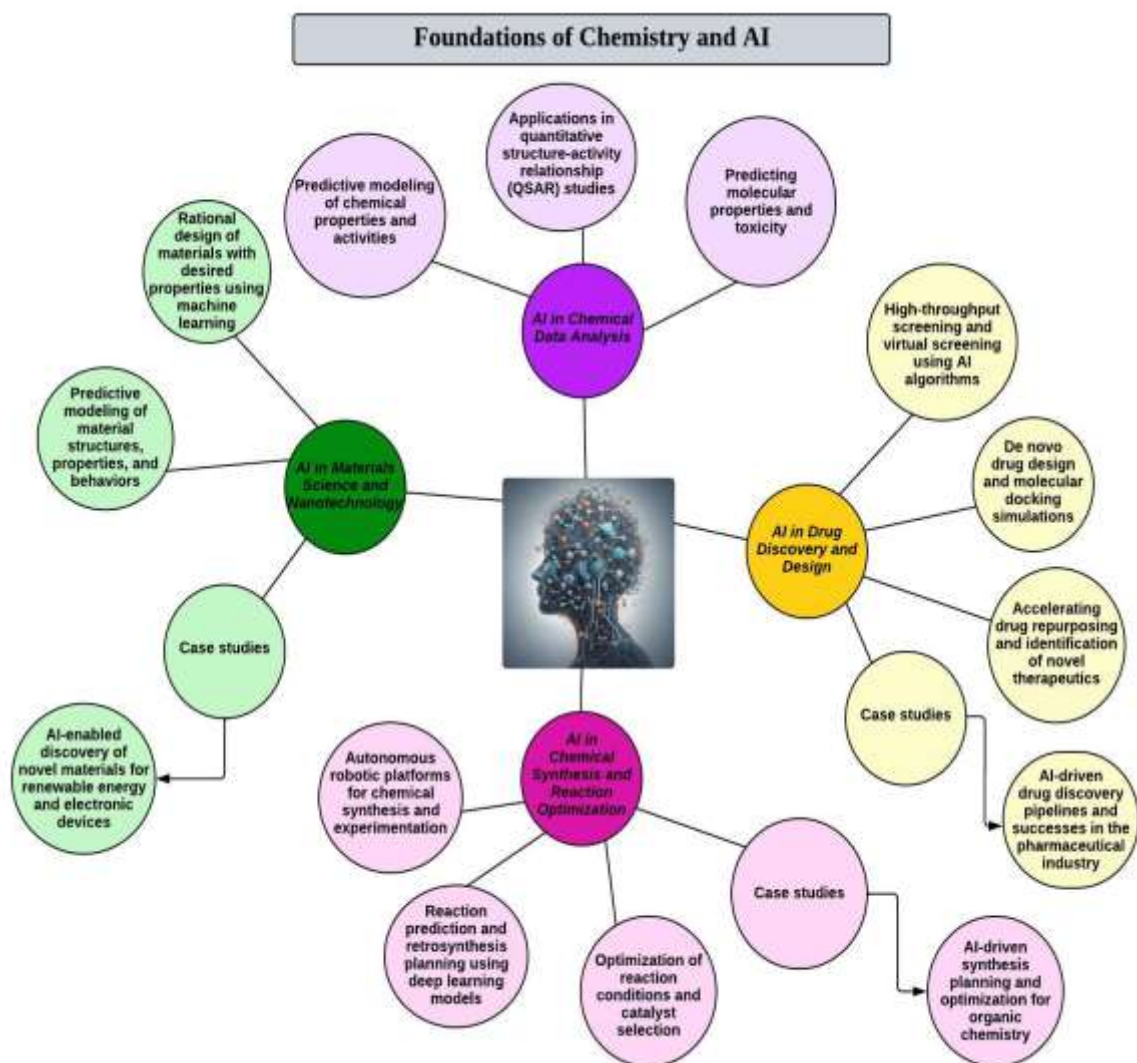 Foundations of Chemistry and AI
Applications in
quantitative
structure-activity
relationship
(QSAR) studies
Predictive modeling
of chemical
properties and
activities
Predicting
molecular
properties and
toxicity
AI in Chemical
Data Analysis
Rational
design of
materials with
desired
properties using
machine
learning
Predictive
modeling of
material
structures,
properties, and
behaviors
AI in Materials
Science and
Nanotechnology
Case studies
AI-enabled
discovery of
novel materials for
renewable energy
and electronic
devices
High-throughput
screening and
virtual screening
using AI
algorithms
De novo
drug design
and molecular
docking
simulations
AI in Drug
Discovery and
Design
Accelerating
drug repurposing
and identification
of novel
therapeutics
Case studies
AI-driven
drug discovery
pipelines and
successes in the
pharmaceutical
industry
AI in
Chemical
Synthesis and
Reaction
Optimization
Autonomous
robotic platforms
for chemical
synthesis and
experimentation
Reaction
prediction and
retrosynthesis
planning using
deep learning
models
Optimization of
reaction
conditions and
catalyst
selection
Case studies
AI-driven
synthesis
planning and
optimization for
organic
chemistry